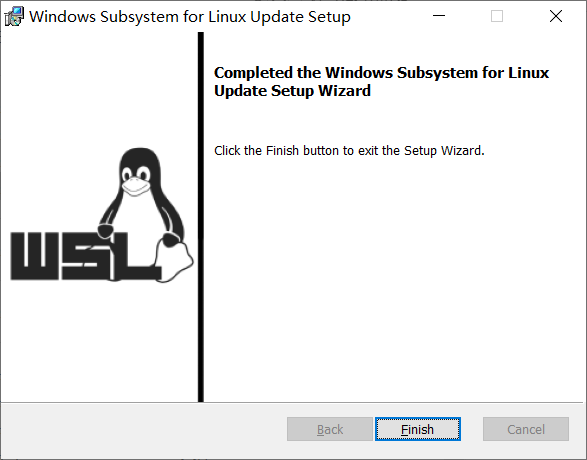 Windows Subsystem for Linux Update Setup
Completed the Windows Subsystem for Linux
Update Setup Wizard
Click the Finish button to exit the Setup Wizard.
WSL
Back
Finish
Cancel